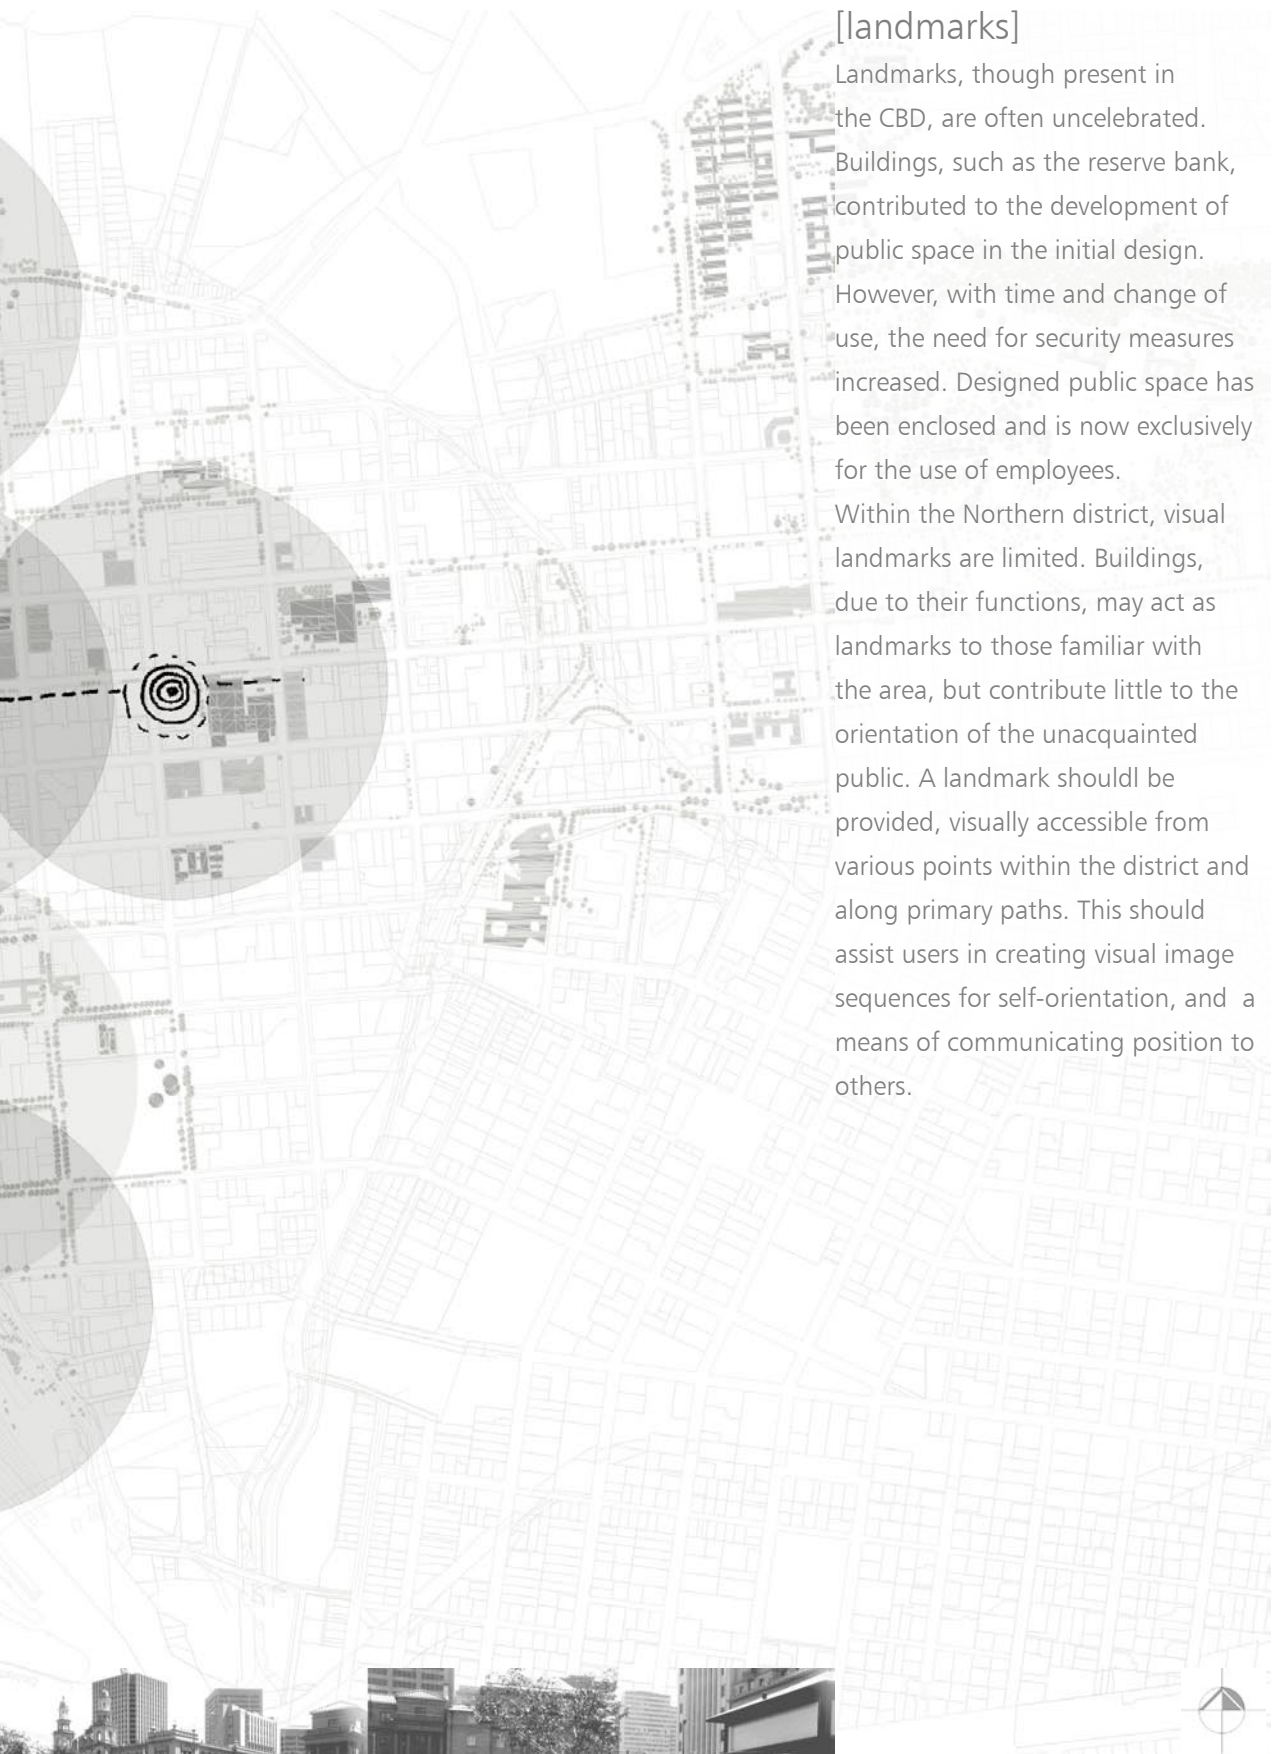 [landmarks]
Landmarks, though present in
the CBD, are often uncelebrated.
Buildings, such as the reserve bank,
contributed to the development of
public space in the initial design.
However, with time and change of
use, the need for security measures
increased. Designed public space has
been enclosed and is now exclusively
for the use of employees.
Within the Northern district, visual
landmarks are limited. Buildings,
due to their functions, may act as
landmarks to those familiar with
the area, but contribute little to the
orientation of the unacquainted
public. A landmark shouldl be
provided, visually accessible from
various points within the district and
along primary paths. This should
assist users in creating visual image
sequences for self-orientation, and  a
means of communicating position to
others.